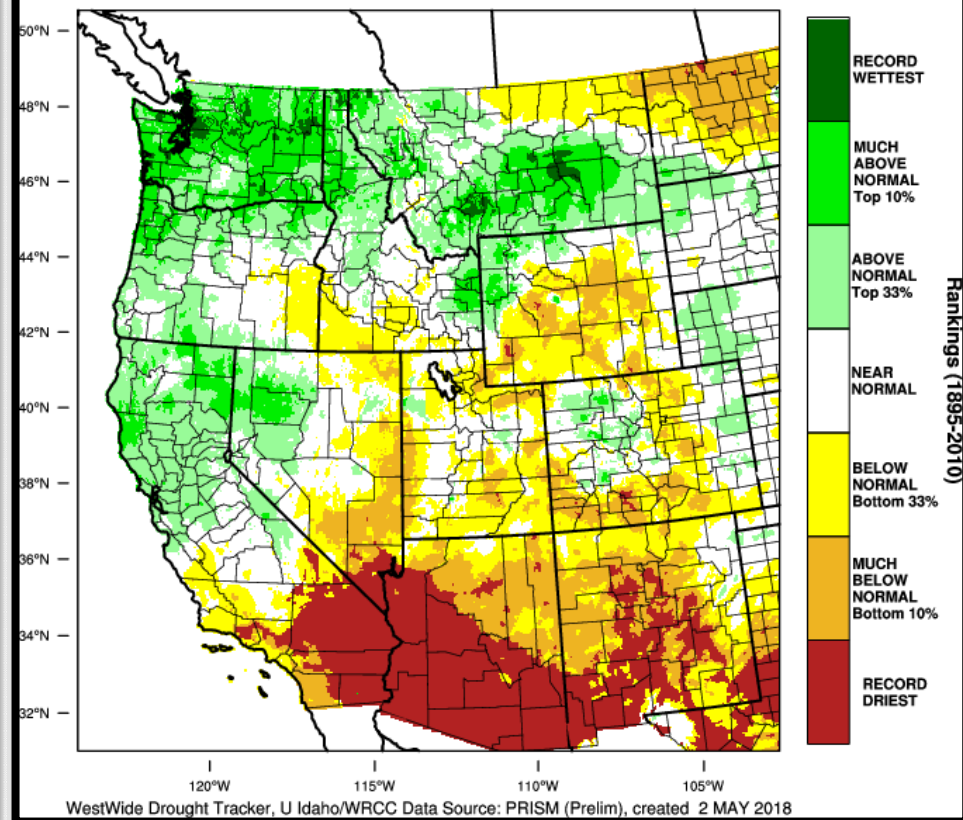 50°N
48°N
46°N
44°N
42°N
40°N
38°N
36°N
34°N
32°N
120°W
115°W
110°W
105°W
RECORD
WETTEST
MUCH
ABOVE
NORMAL
Top 10%
ABOVE
NORMAL
Top 33%
NEAR
NORMAL
BELOW
NORMAL
Bottom 33%
MUCH
BELOW
NORMAL
Bottom 10%
RECORD
DRIEST
Rankings (1895-2010)
WestWide Drought Tracker, U Idaho/WRCC Data Source: PRISM (Prelim), created 2 MAY 2018